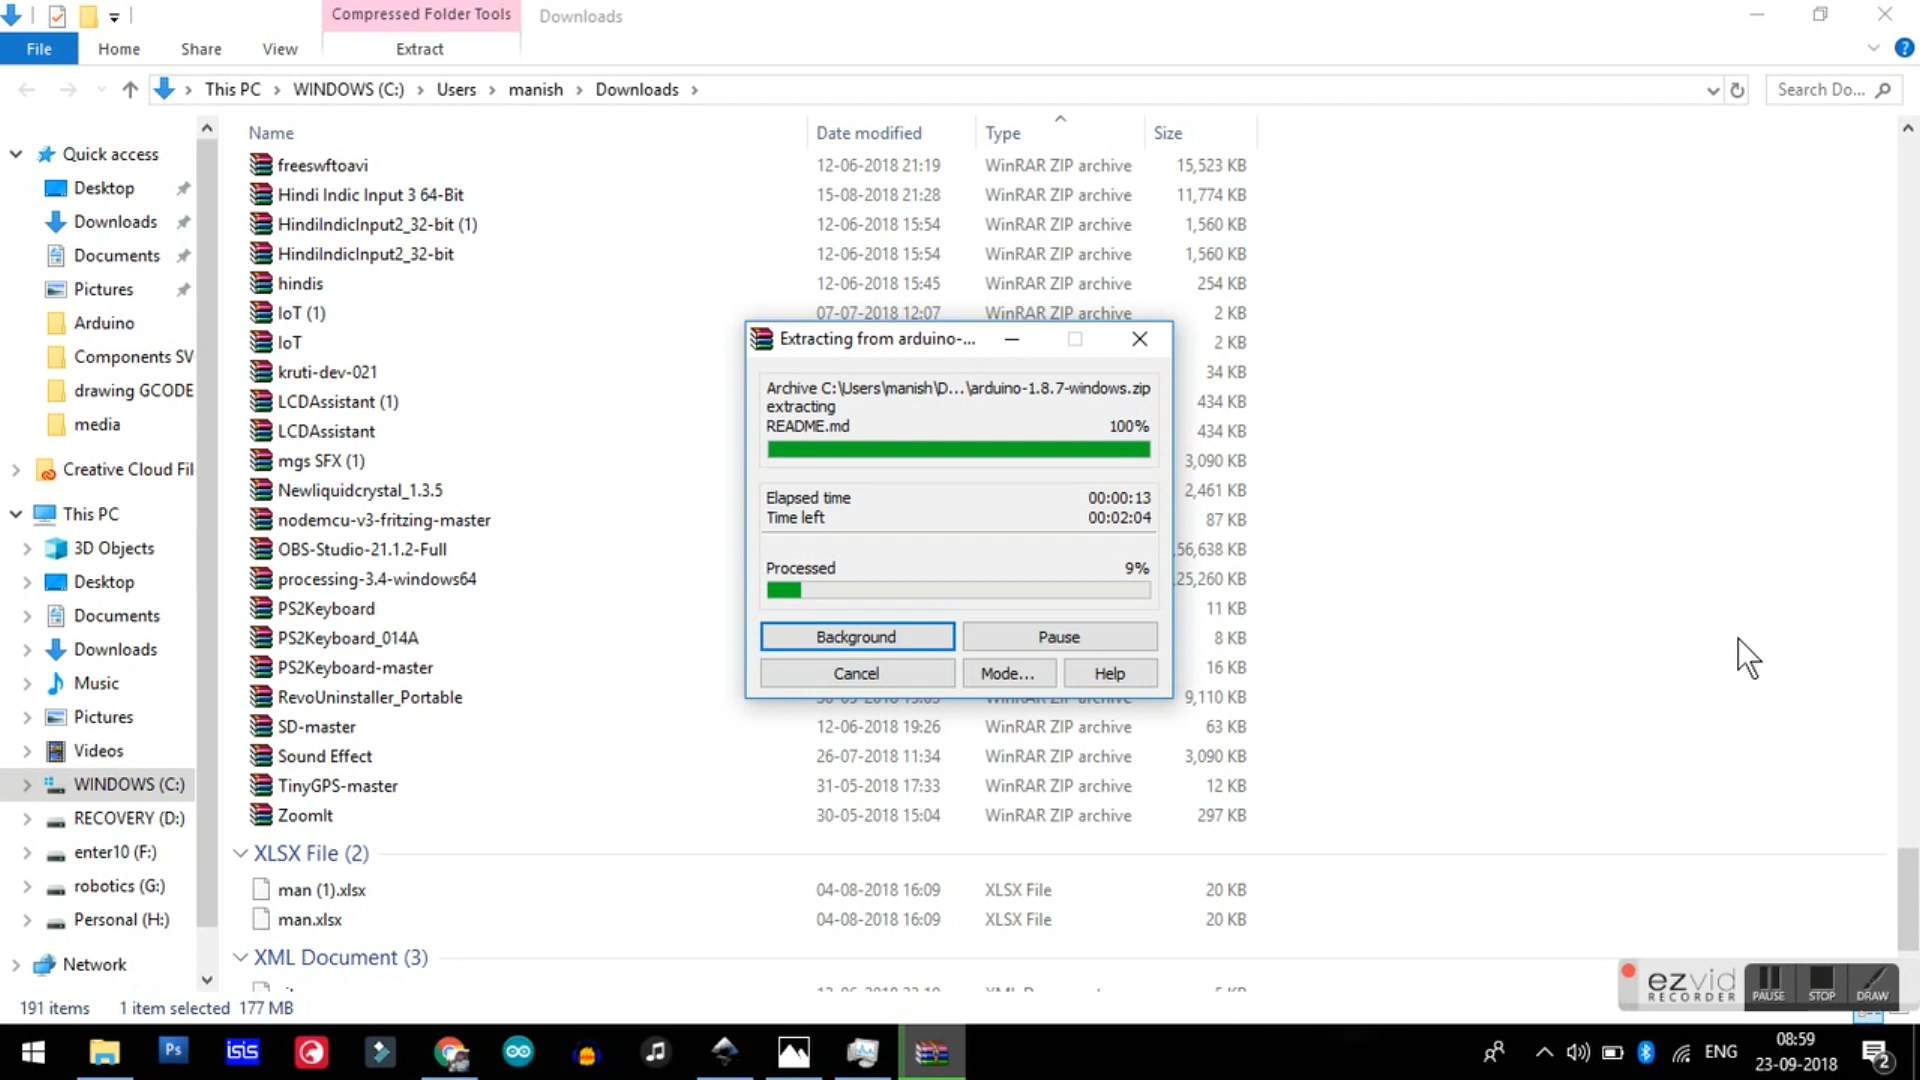 Compressed Folder Tools
Downloads
File
Home
Share
View
Extract
This PC
WINDOWS (C:)
Users
manish
Downloads
Search Do...
Quick access
Desktop
Downloads
Documents
Pictures
Arduino
Components SV
drawing GCODE
media
Creative Cloud Fil
This PC
3D Objects
Desktop
Documents
Downloads
Music
Pictures
Videos
WINDOWS (C:)
RECOVERY (D:)
enter10 (F:)
robotics (G:)
Personal (H:)
Network
Name Date modified Type Size
freeswftoavi 12-06-2018 21:19 WinRAR ZIP archive 15,523 KB
Hindi Indic Input 3 64-Bit 15-08-2018 21:28 WinRAR ZIP archive 11,774 KB
HindiIndicInput2_32-bit (1) 12-06-2018 15:54 WinRAR ZIP archive 1,560 KB
HindiIndicInput2_32-bit 12-06-2018 15:54 WinRAR ZIP archive 1,560 KB
hindis 12-06-2018 15:45 WinRAR ZIP archive 254 KB
IoT (1) 07-07-2018 12:07 WinRAR ZIP archive 2 KB
IoT 2 KB
kruti-dev-021 34 KB
LCDAssistant (1) 434 KB
LCDAssistant 434 KB
mgs SFX (1) 3,090 KB
Newliquidcrystal_1.3.5 2,461 KB
nodemcu-v3-fritzing-master 87 KB
OBS-Studio-21.1.2-Full 56,638 KB
processing-3.4-windows64 25,260 KB
PS2Keyboard 11 KB
PS2Keyboard_014A 8 KB
PS2Keyboard-master 16 KB
RevoUninstaller_Portable 9,110 KB
SD-master 12-06-2018 19:26 WinRAR ZIP archive 63 KB
Sound Effect 26-07-2018 11:34 WinRAR ZIP archive 3,090 KB
TinyGPS-master 31-05-2018 17:33 WinRAR ZIP archive 12 KB
ZoomIt 30-05-2018 15:04 WinRAR ZIP archive 297 KB
XLSX File (2)
man (1).xlsx 04-08-2018 16:09 XLSX File 20 KB
man.xlsx 04-08-2018 16:09 XLSX File 20 KB
XML Document (3)
Extracting from arduino-...
Archive C:\Users\manish\D...\arduino-1.8.7-windows.zip
extracting
README.md 100%
Elapsed time 00:00:13
Time left 00:02:04
Processed 9%
Background
Pause
Cancel
Mode...
Help
ezvid
RECORDER
PAUSE
STOP
DRAW
191 items 1 item selected 177 MB
Ps
isis
ENG
08:59
23-09-2018
2